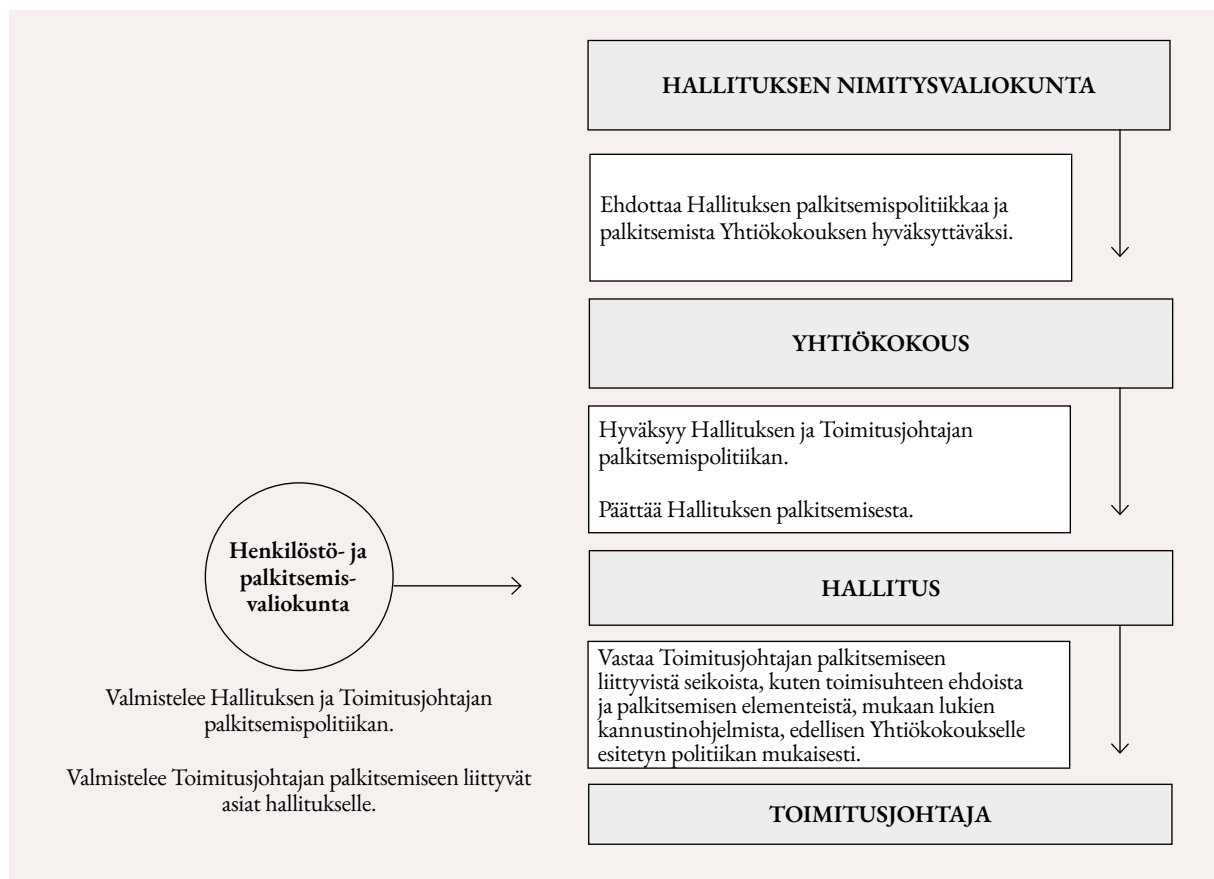 HALLITUKSEN NIMITYSVALIOKUNTA
Ehdottaa Hallituksen palkitsemispolitiikkaa ja
palkitsemista Yhtiökokouksen hyväksyttäväksi.
YHTIÖKOKOUS
Hyväksyy Hallituksen ja Toimitusjohtajan
palkitsemispolitiikan.
Päättää Hallituksen palkitsemisesta.
Henkilöstö- ja
palkitsemis-
valiokunta
Valmistelee Hallituksen ja Toimitusjohtajan
palkitsemispolitiikan.
Valmistelee Toimitusjohtajan palkitsemiseen liittyvät
asiat hallitukselle.
HALLITUS
Vastaa Toimitusjohtajan palkitsemiseen
liittyvistä seikoista, kuten toimisuhteen ehdoista
ja palkitsemisen elementeistä, mukaan lukien
kannustinohjelmista, edellisen Yhtiökokoukselle
esitetyn politiikan mukaisesti.
TOIMITUSJOHTAJA